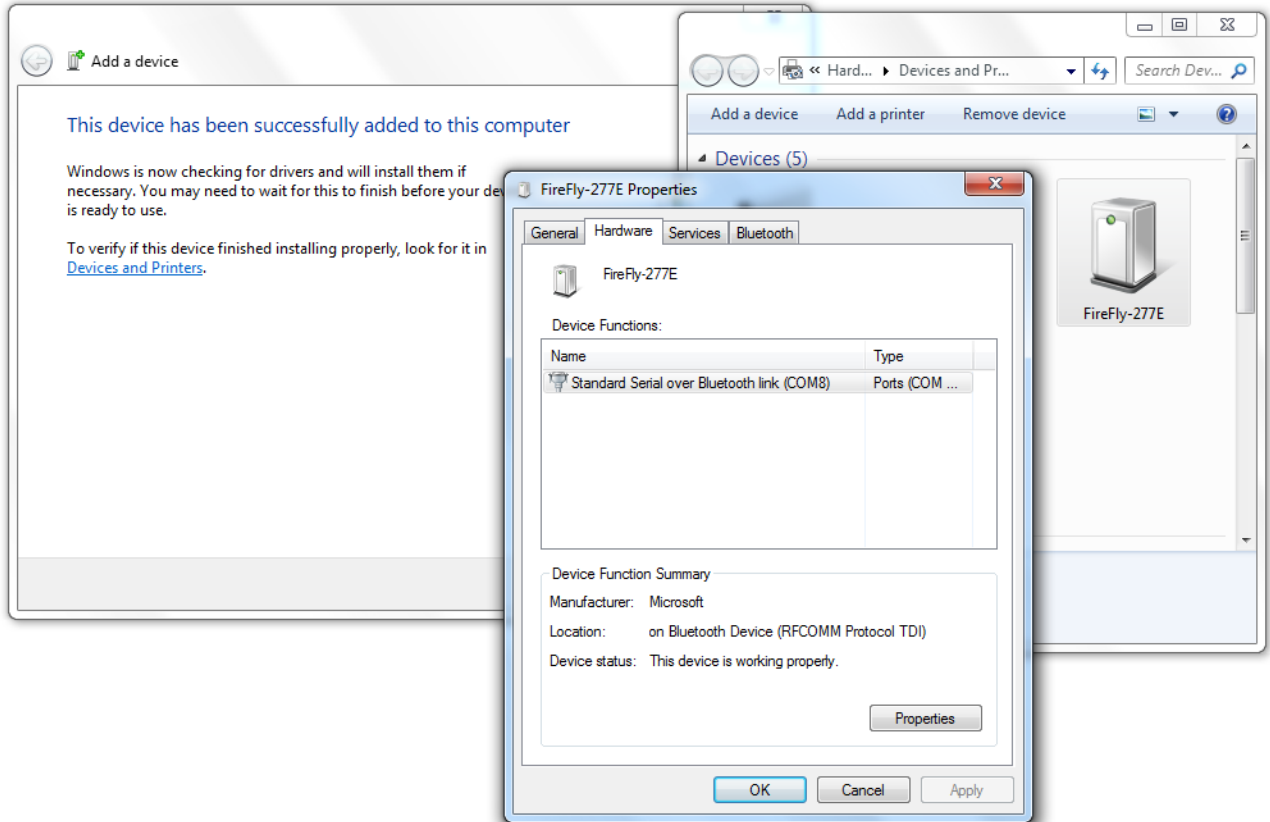 Add a device
This device has been successfully added to this computer
Windows is now checking for drivers and will install them if
necessary. You may need to wait for this to finish before your
is ready to use.
To verify if this device finished installing properly, look for it in
Devices and Printers.
« Hard... Devices and Pr...
Search Dev...
Add a device Add a printer Remove device
Devices (5)
FireFly-277E
FireFly-277E Properties
General Hardware Services Bluetooth
FireFly-277E
Device Functions:
Name Type
Standard Serial over Bluetooth link (COM8) Ports (COM ...
Device Function Summary
Manufacturer: Microsoft
Location: on Bluetooth Device (RFCOMM Protocol TDI)
Device status: This device is working properly.
Properties
OK Cancel Apply